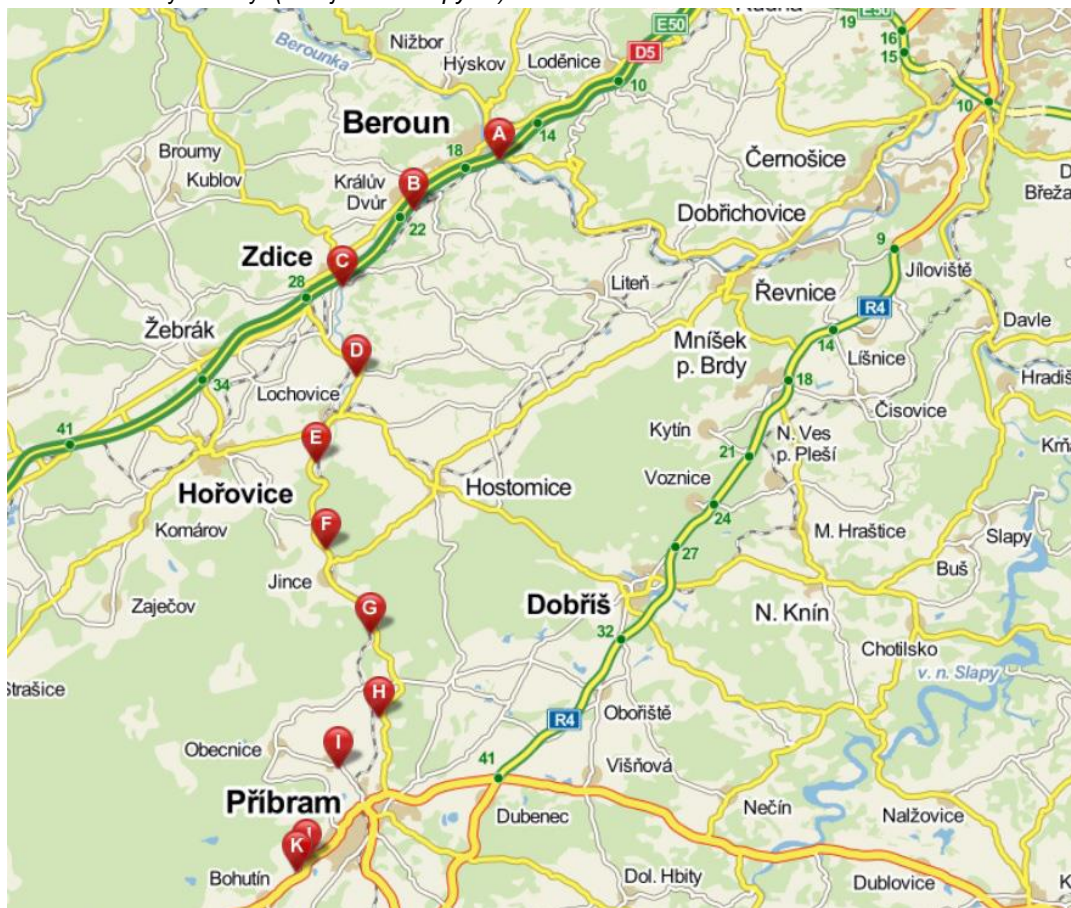 E50
19
E50
16
15
Nižbor
Berounka
D5
Hýskov
Loděnice
10
10
Beroun
A
14
Broumy
18
Černošice
Kublov
Králův
Dvůr
B
22
Dobřichovice
Zdice
C
9
28
Liteň
Řevnice
Jíloviště
Žebrák
R4
Davle
D
Mníšek
p. Brdy
14
Líšnice
34
Lochovice
18
Čisovice
41
E
Kytín
21
N. Ves
p. Pleší
Hořovice
Hostomice
Voznice
24
Komárov
F
27
M. Hraštice
Slapy
Jince
Buš
Zaječov
G
Dobříš
N. Knín
32
Chotilsko
v. n. Slapy
H
Obořiště
R4
Obecnice
I
41
Višňová
Příbram
Dubenec
Nečín
Nalžovice
K
Bohutín
Dol. Hbity
Dublovice